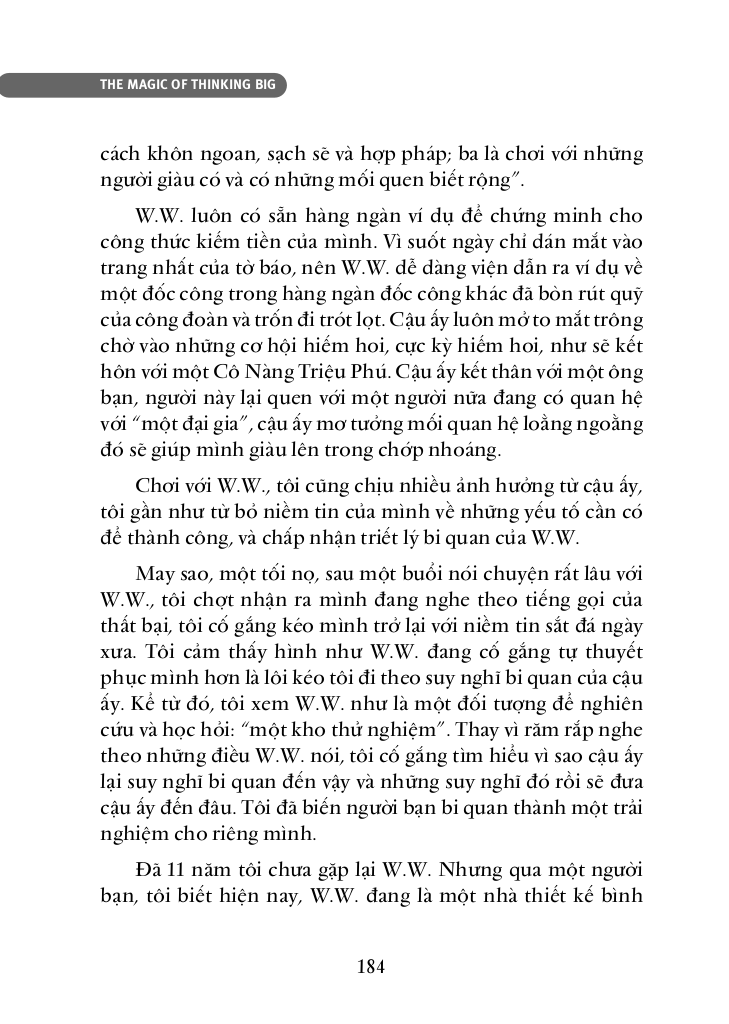 THE MAGIC OF THINKING BIG
cách khôn ngoan, sạch sẽ và hợp pháp; ba là chơi với những
người giàu có và có những mối quen biết rộng”.
W.W. luôn có sẵn hàng ngàn ví dụ để chứng minh cho
công thức kiếm tiền của mình. Vì suốt ngày chỉ dán mắt vào
trang nhất của tờ báo, nên W.W. dễ dàng viện dẫn ra ví dụ về
một đốc công trong hàng ngàn đốc công khác đã bòn rút quỹ
của công đoàn và trốn đi trót lọt. Cậu ấy luôn mở to mắt trông
chờ vào những cơ hội hiếm hoi, cực kỳ hiếm hoi, như sẽ kết
hôn với một Cô Nàng Triệu Phú. Cậu ấy kết thân với một ông
bạn, người này lại quen với một người nữa đang có quan hệ
với “một đại gia”, cậu ấy mơ tưởng mối quan hệ loằng ngoằng
đó sẽ giúp mình giàu lên trong chớp nhoáng.
Chơi với W.W., tôi cũng chịu nhiều ảnh hưởng từ cậu ấy,
tôi gần như từ bỏ niềm tin của mình về những yếu tố cần có
để thành công, và chấp nhận triết lý bi quan của W.W.
May sao, một tối nọ, sau một buổi nói chuyện rất lâu với
W.W., tôi chợt nhận ra mình đang nghe theo tiếng gọi của
thất bại, tôi cố gắng kéo mình trở lại với niềm tin sắt đá ngày
xưa. Tôi cảm thấy hình như W.W. đang cố gắng tự thuyết
phục mình hơn là lôi kéo tôi đi theo suy nghĩ bi quan của cậu
ấy. Kể từ đó, tôi xem W.W. như là một đối tượng để nghiên
cứu và học hỏi: “một kho thử nghiệm”. Thay vì răm rắp nghe
theo những điều W.W. nói, tôi cố gắng tìm hiểu vì sao cậu ấy
lại suy nghĩ bi quan đến vậy và những suy nghĩ đó rồi sẽ đưa
cậu ấy đến đâu. Tôi đã biến người bạn bi quan thành một trải
nghiệm cho riêng mình.
Đã 11 năm tôi chưa gặp lại W.W. Nhưng qua một người
bạn, tôi biết hiện nay, W.W. đang là một nhà thiết kế bình
184